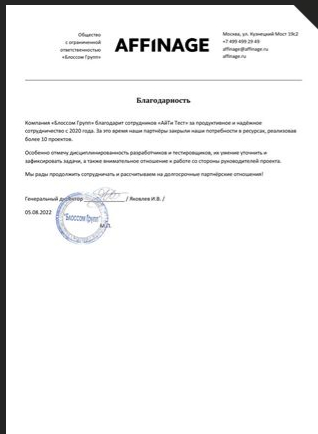 Общество
с ограниченной
ответственностью
«Блоссом Групп»
AFFINAGE
Москва, ул. Кузнецкий Мост 19с2
+7 499 499 29 49
affinage@affinage.ru
affinage.ru
Благодарность
Компания «Блоссом Групп» благодарит сотрудников «АйТи Тест» за продуктивное и надёжное
сотрудничество с 2020 года. За это время наши партнёры закрыли наши потребности в ресурсах, реализовав
более 10 проектов.
Особенно отмечу дисциплинированность разработчиков и тестировщиков, их умение уточнить и
зафиксировать задачи, а также внимательное отношение к работе со стороны руководителей проекта.
Мы рады продолжить сотрудничать и рассчитываем на долгосрочные партнёрские отношения!
Генеральный директор / Яковлев И.В. /
05.08.2022
"Блоссом Групп"
М.П.